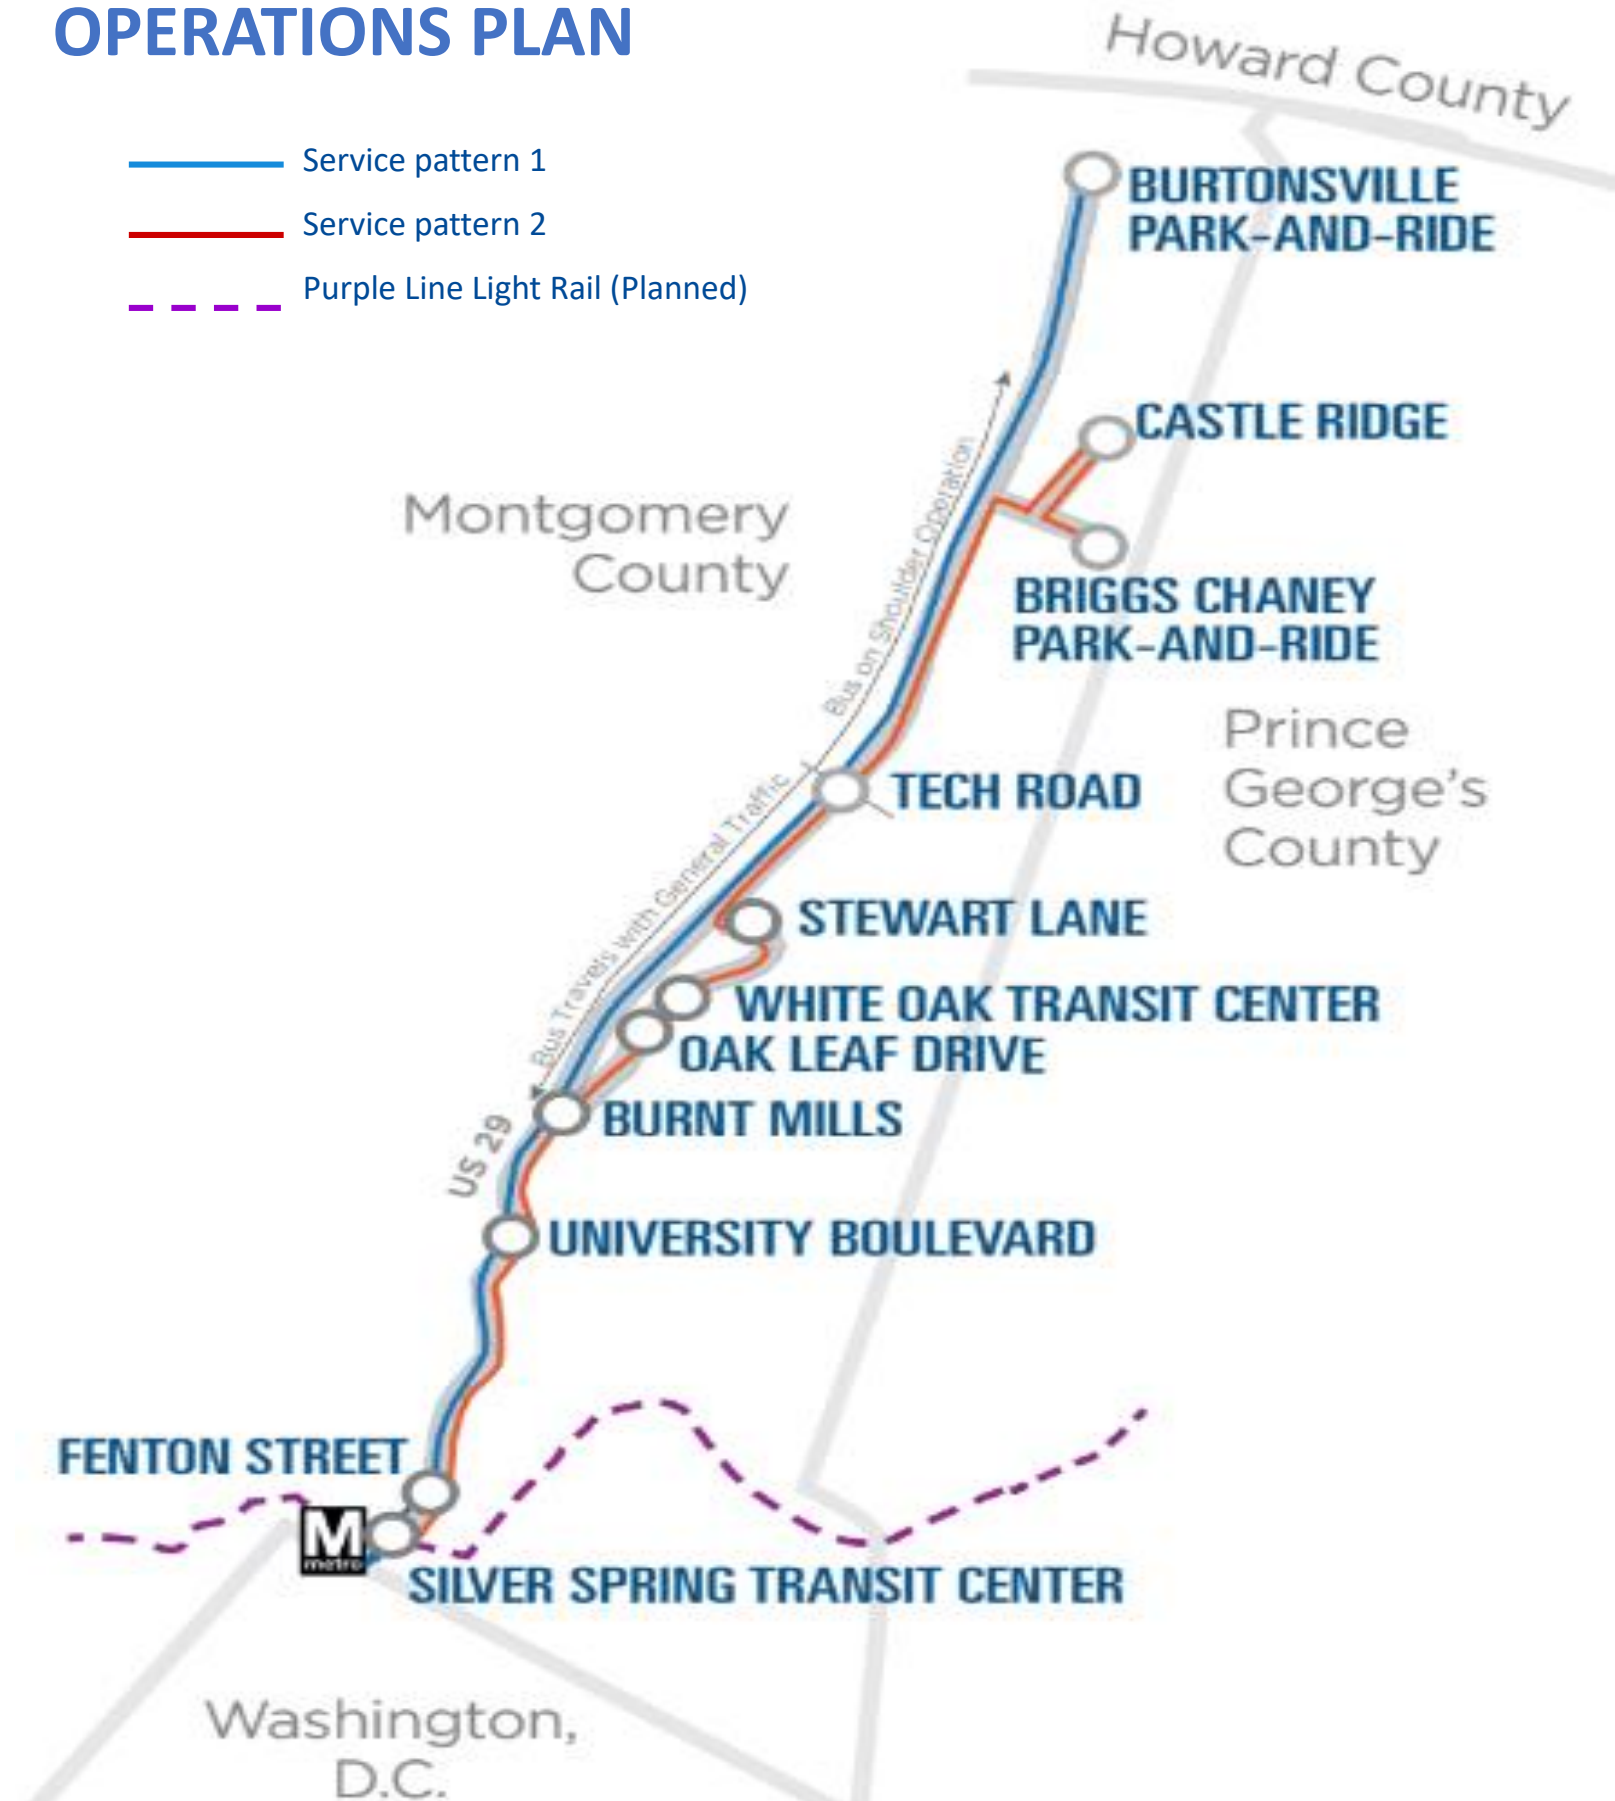 OPERATIONS PLAN
Service pattern 1
Service pattern 2
Purple Line Light Rail (Planned)
Howard County
BURTONSVILLE
PARK-AND-RIDE
CASTLE RIDGE
Montgomery
County
Bus on Shoulder Operation
BRIGGS CHANEY
PARK-AND-RIDE
Prince
George's
County
TECH ROAD
Bus Travels with General Traffic
STEWART LANE
WHITE OAK TRANSIT CENTER
OAK LEAF DRIVE
BURNT MILLS
US 29
UNIVERSITY BOULEVARD
FENTON STREET
M
metro
SILVER SPRING TRANSIT CENTER
Washington,
D.C.